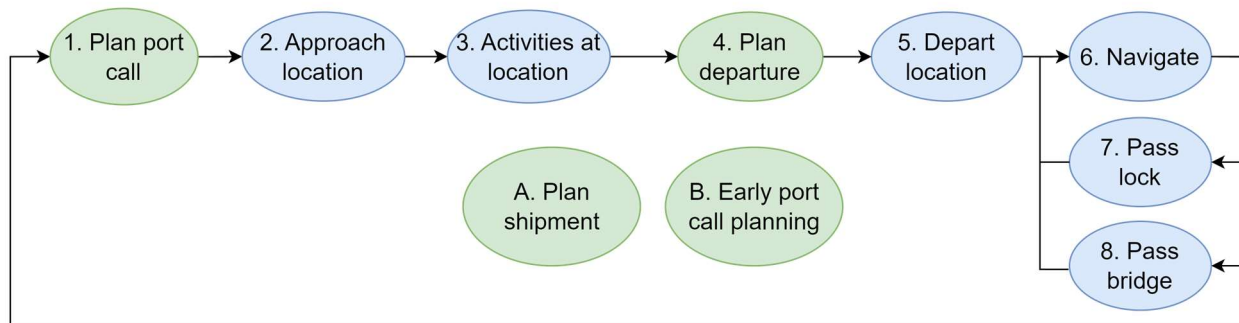 1. Plan port
call
2. Approach
location
3. Activities at
location
4. Plan
departure
5. Depart
location
6. Navigate
7. Pass
lock
8. Pass
bridge
A. Plan
shipment
B. Early port
call planning